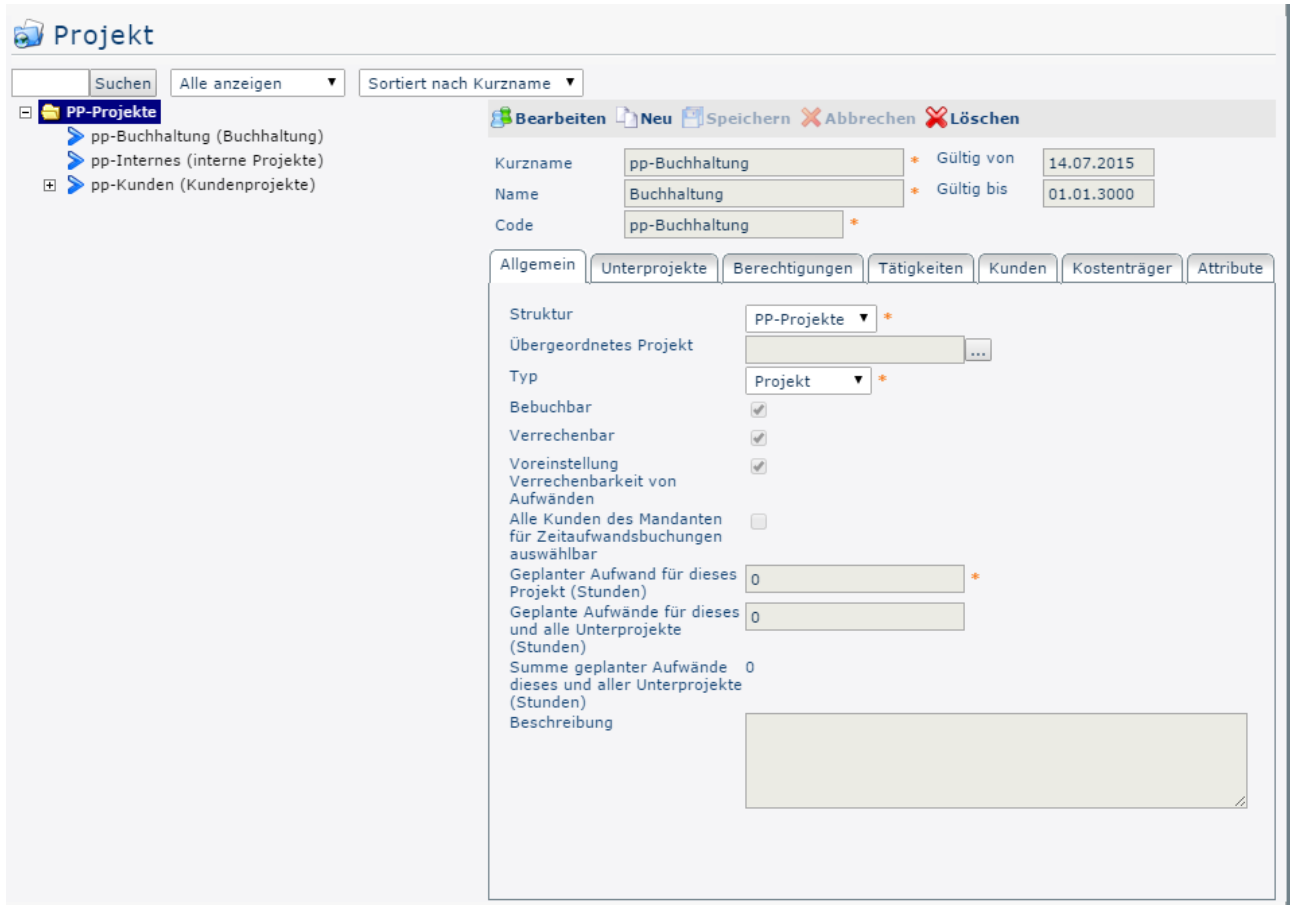 Projekt
Suchen Alle anzeigen Sortiert nach Kurzname
PP-Projekte
pp-Buchhaltung (Buchhaltung)
pp-Internes (interne Projekte)
pp-Kunden (Kundenprojekte)
Bearbeiten Neu Speichern Abbrechen Löschen
Kurzname pp-Buchhaltung * Gültig von 14.07.2015
Name Buchhaltung * Gültig bis 01.01.3000
Code pp-Buchhaltung *
Allgemein Unterprojekte Berechtigungen Tätigkeiten Kunden Kostenträger Attribute
Struktur PP-Projekte *
Übergeordnetes Projekt ...
Typ Projekt *
Bebuchbar
Verrechenbar
Voreinstellung
Verrechenbarkeit von
Aufwänden
Alle Kunden des Mandanten
für Zeitaufwandsbuchungen
auswählbar
Geplanter Aufwand für dieses 0 *
Projekt (Stunden)
Geplante Aufwände für dieses 0
und alle Unterprojekte
(Stunden)
Summe geplanter Aufwände 0
dieses und aller Unterprojekte
(Stunden)
Beschreibung